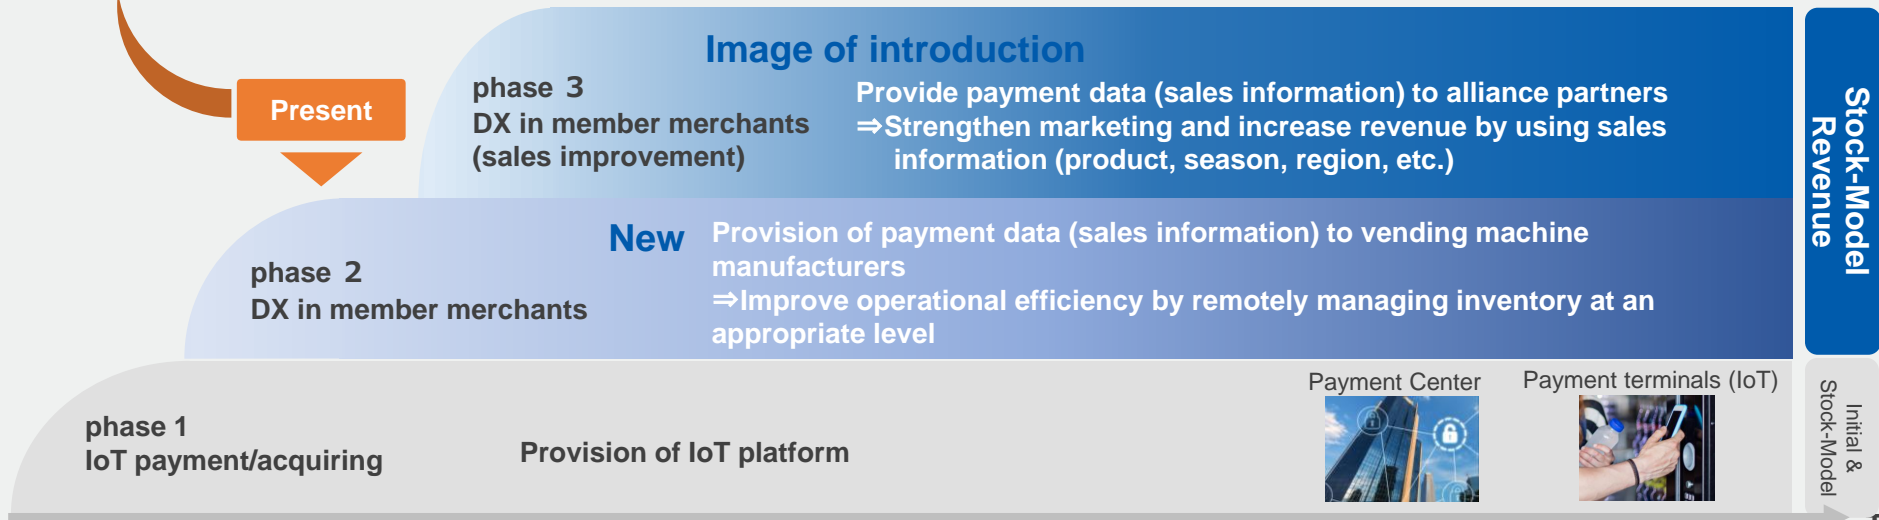 Image of introduction
Present
phase 3
DX in member merchants
(sales improvement)
Provide payment data (sales information) to alliance partners
⇒Strengthen marketing and increase revenue by using sales
information (product, season, region, etc.)
Stock-Model
Revenue
New
phase 2
DX in member merchants
Provision of payment data (sales information) to vending machine
manufacturers
⇒Improve operational efficiency by remotely managing inventory at an
appropriate level
phase 1
IoT payment/acquiring
Provision of IoT platform
Payment Center
Payment terminals (IoT)
Initial &
Stock-Model